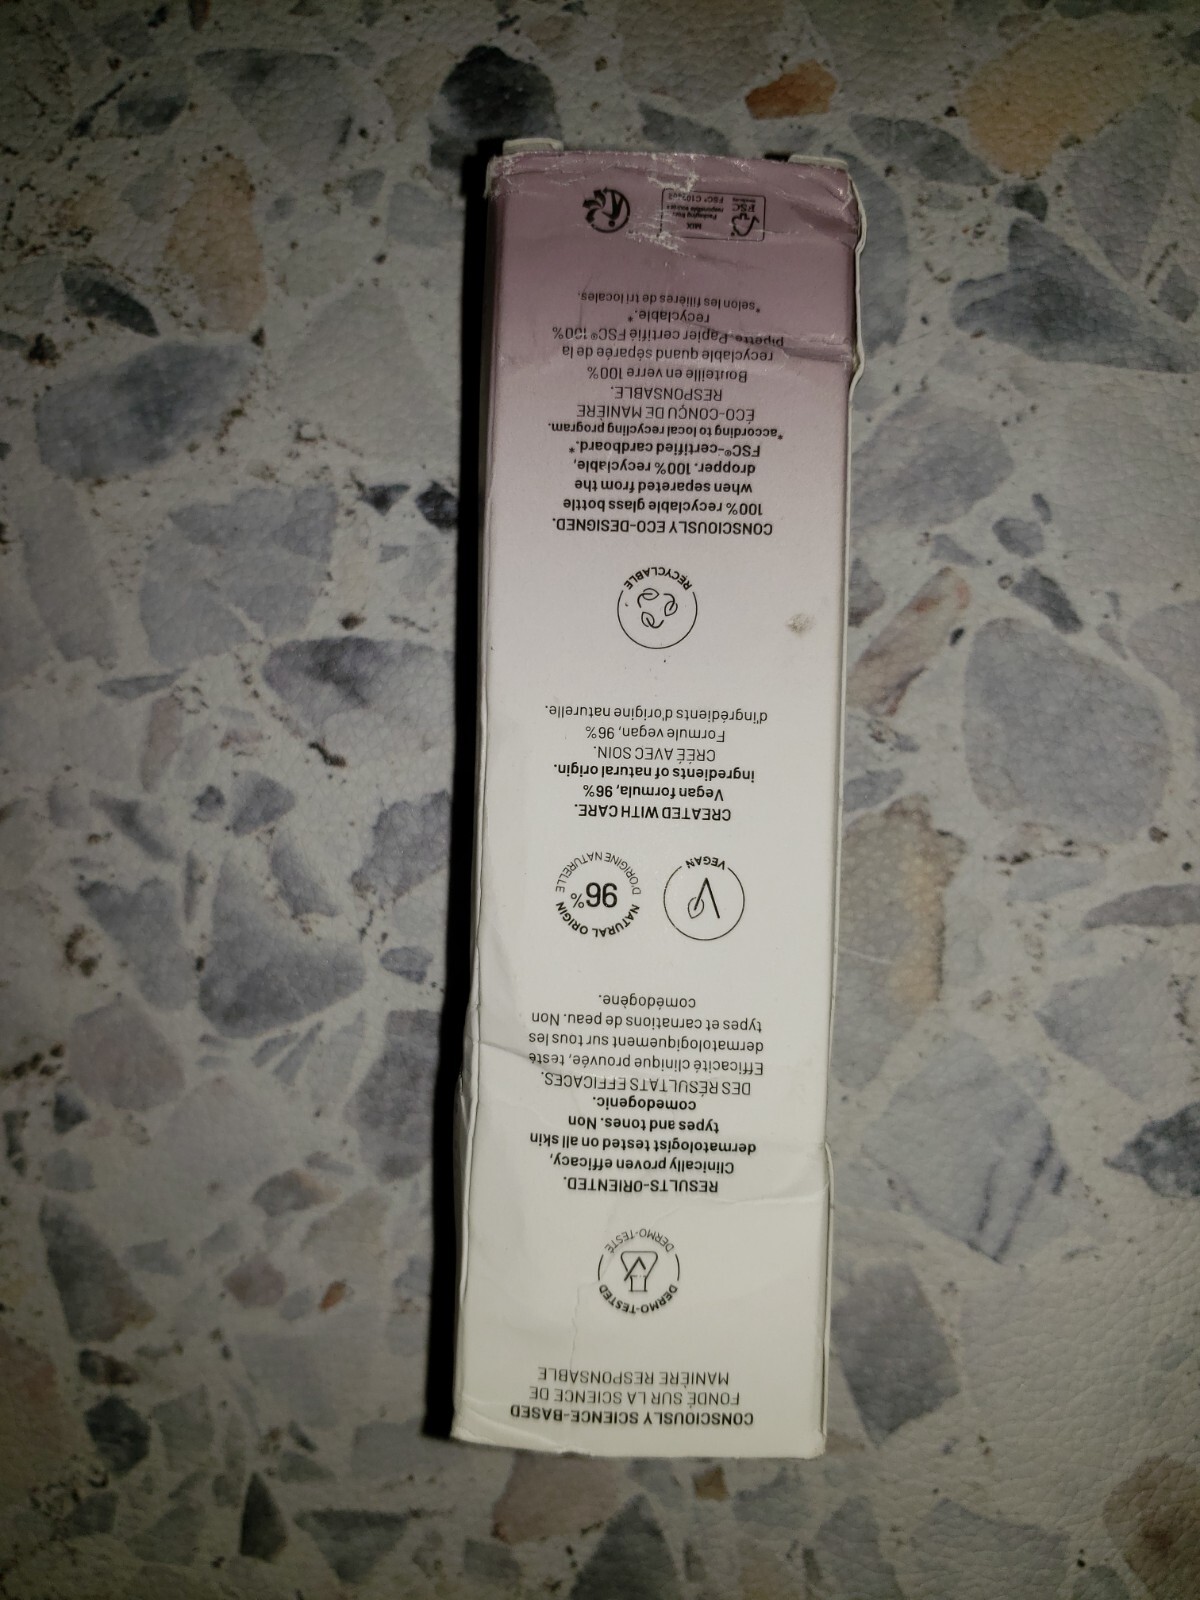 CONSCIOUSLY SCIENCE-BASED
FONDÉ SUR LA SCIENCE DE
MANIÈRE RESPONSABLE
DERMO-TESTED
DERMO-TESTÉ
RESULTS-ORIENTED.
Clinically proven efficacy,
dermatologist tested on all skin
types and tones. Non
comedogenic.
DES RÉSULTATS EFFICACES.
Efficacité clinique prouvée, testé
dermatologiquement sur tous les
types et carnations de peau. Non
comédogène.
VEGAN
NATURAL ORIGIN
96%
D'ORIGINE NATURELLE
CREATED WITH CARE.
Vegan formula, 96%
ingredients of natural origin.
CRÉÉ AVEC SOIN.
Formule vegan, 96%
d'ingrédients d'origine naturelle.
RECYCLABLE
CONSCIOUSLY ECO-DESIGNED.
100% recyclable glass bottle
when separeted from the
dropper. 100% recyclable,
FSC®-certified cardboard.*
*according to local recycling program.
ÉCO-CONÇU DE MANIÈRE
RESPONSABLE.
Bouteille en verre 100%
recyclable quand séparée de la
pipette. Papier certifié FSC® 100%
recyclable.*
*selon les filières de tri locales.
FSC
MIX
Packaging from
responsible sources